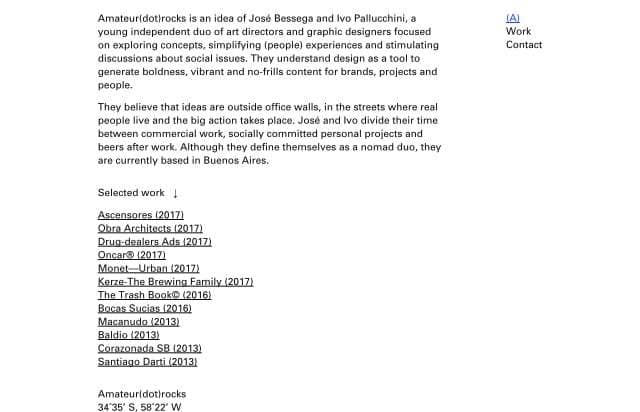 Amateur(dot)rocks is an idea of José Bessega and Ivo Pallucchini, a
young independent duo of art directors and graphic designers focused
on exploring concepts, simplifying (people) experiences and stimulating
discussions about social issues. They understand design as a tool to
generate boldness, vibrant and no-frills content for brands, projects and
people.
They believe that ideas are outside office walls, in the streets where real
people live and the big action takes place. José and Ivo divide their time
between commercial work, socially committed personal projects and
beers after work. Although they define themselves as a nomad duo, they
are currently based in Buenos Aires.
Selected work ↓
Ascensores (2017)
Obra Architects (2017)
Drug-dealers Ads (2017)
Oncar® (2017)
Monet—Urban (2017)
Kerze-The Brewing Family (2017)
The Trash Book© (2016)
Bocas Sucias (2016)
Macanudo (2013)
Baldio (2013)
Corazonada SB (2013)
Santiago Darti (2013)
Amateur(dot)rocks
34˚35′ S, 58˚22′ W
(A)
Work
Contact